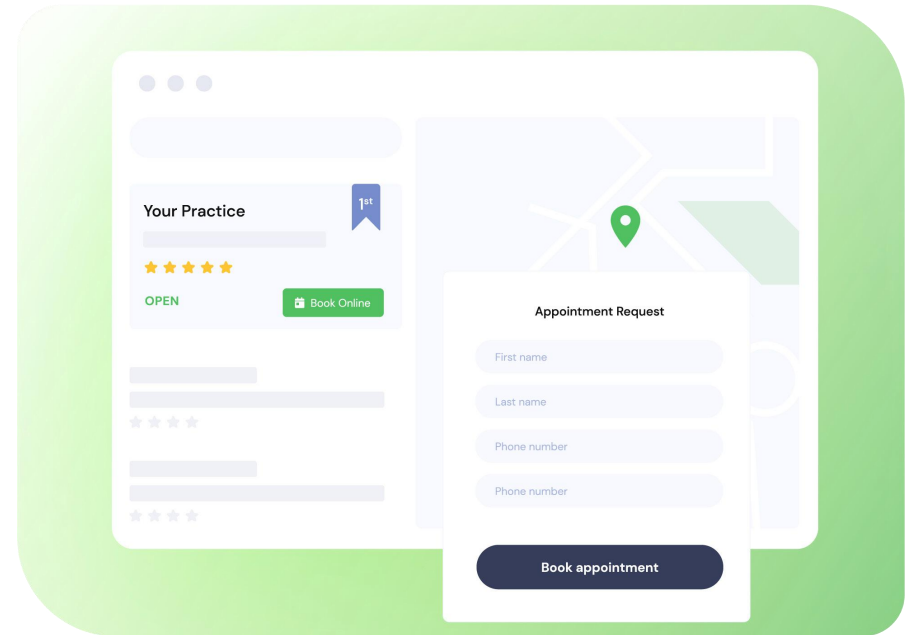 Your Practice
1st
OPEN
Book Online
Appointment Request
First name
Last name
Phone number
Phone number
Book appointment